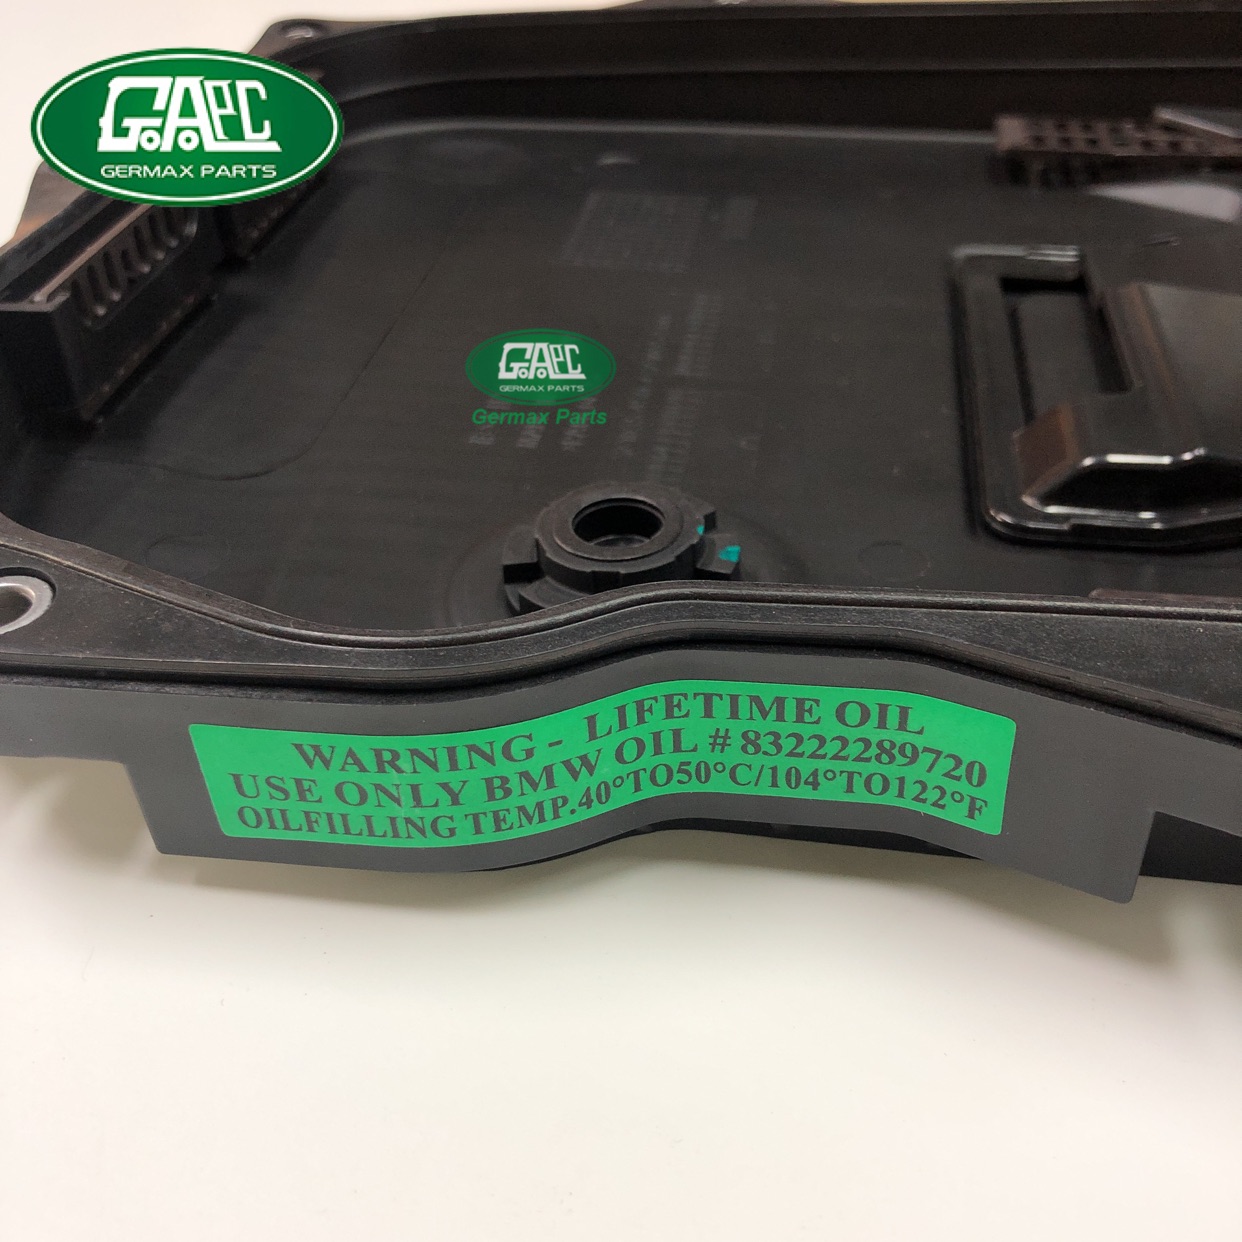 GAPC
GERMAX PARTS
GAPC
GERMAX PARTS
Germax Parts
WARNING - LIFETIME OIL
USE ONLY BMW OIL # 83222289720
OILFILLING TEMP.40°TO50°C/104°TO122°F